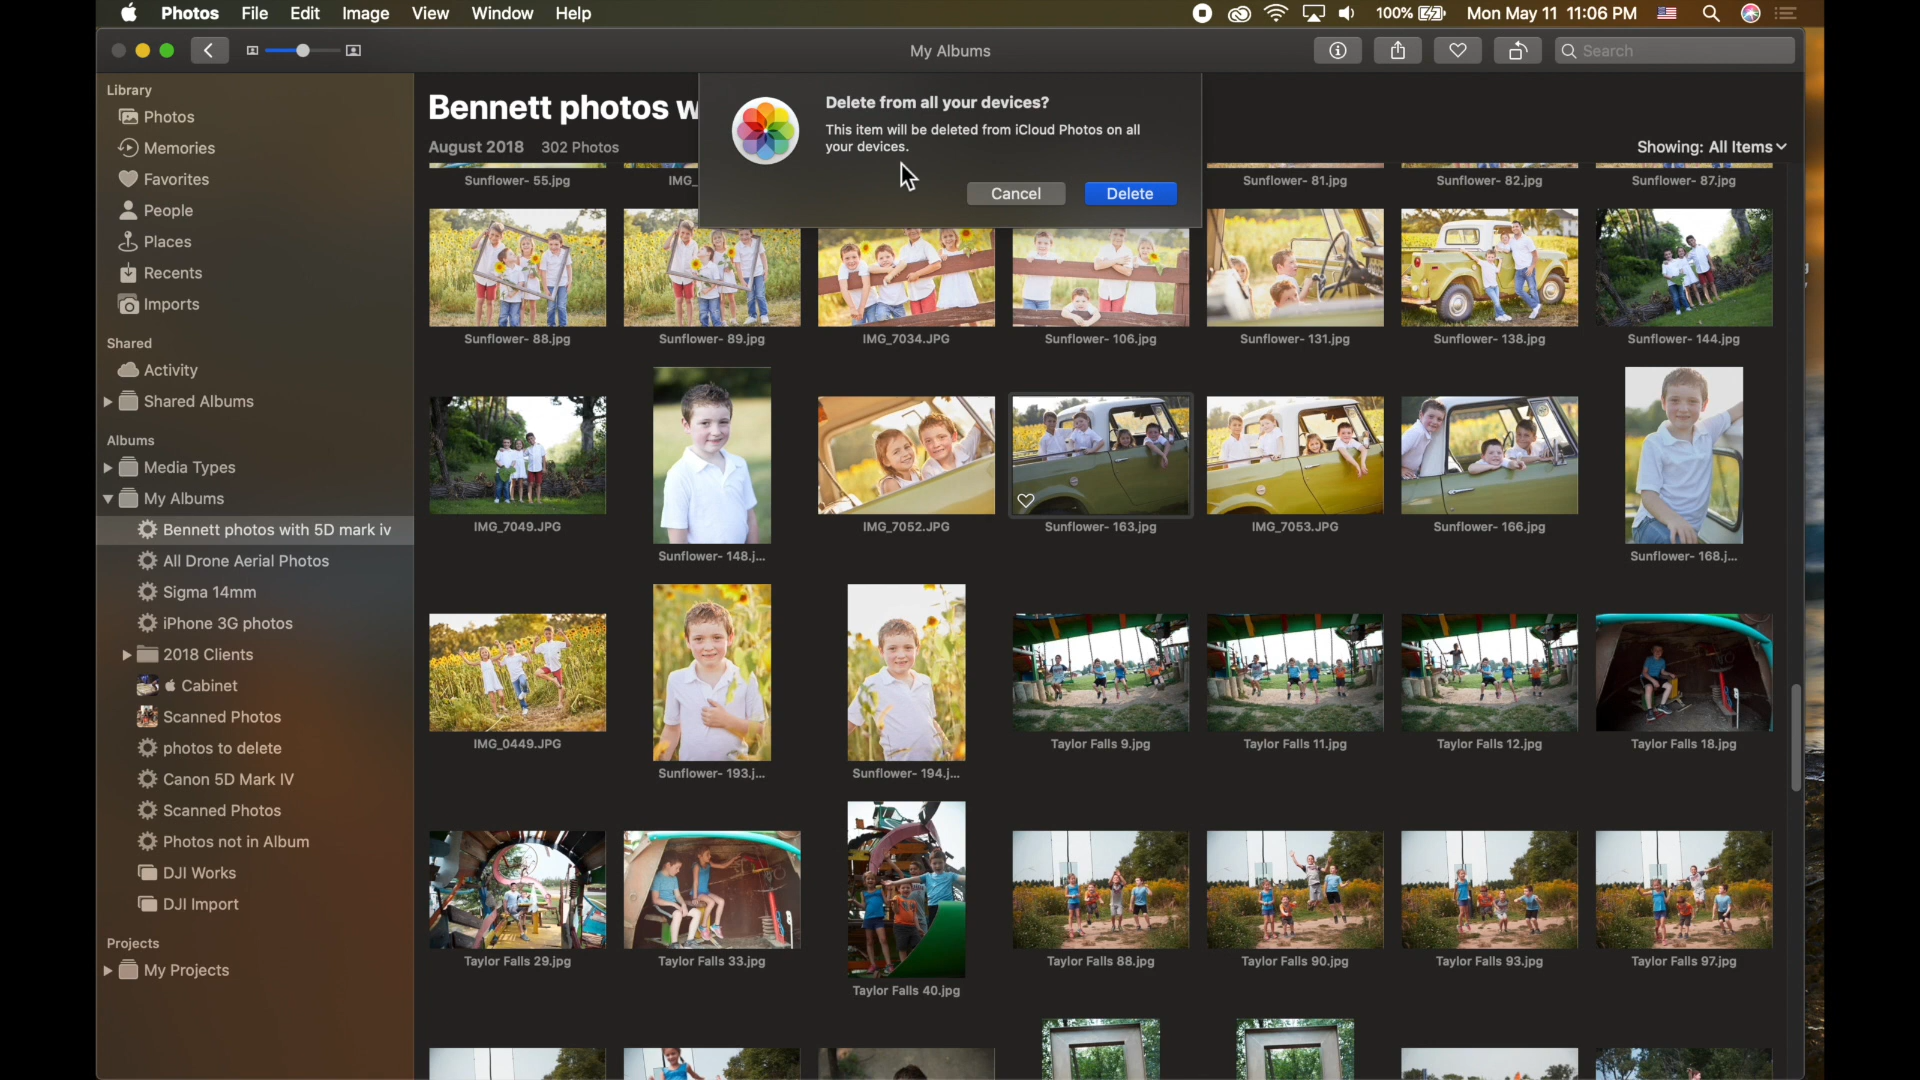 Photos File Edit Image View Window Help
100% Mon May 11 11:06 PM
My Albums
Search
Library
Photos
Memories
Favorites
People
Places
Recents
Imports
Shared
Activity
Shared Albums
Albums
Media Types
My Albums
Bennett photos with 5D mark iv
All Drone Aerial Photos
Sigma 14mm
iPhone 3G photos
2018 Clients
Cabinet
Scanned Photos
photos to delete
Canon 5D Mark IV
Scanned Photos
Photos not in Album
DJI Works
DJI Import
Projects
My Projects
Bennett photos w
August 2018 302 Photos
Showing: All Items
Delete from all your devices?
This item will be deleted from iCloud Photos on all
your devices.
Cancel Delete
Sunflower- 55.jpg IMG_ Sunflower- 81.jpg Sunflower- 82.jpg Sunflower- 87.jpg
Sunflower- 88.jpg Sunflower- 89.jpg IMG_7034.JPG Sunflower- 106.jpg Sunflower- 131.jpg Sunflower- 138.jpg Sunflower- 144.jpg
IMG_7049.JPG Sunflower- 148.j... IMG_7052.JPG Sunflower- 163.jpg IMG_7053.JPG Sunflower- 166.jpg Sunflower- 168.j...
IMG_0449.JPG Sunflower- 193.j... Sunflower- 194.j... Taylor Falls 9.jpg Taylor Falls 11.jpg Taylor Falls 12.jpg Taylor Falls 18.jpg
Taylor Falls 29.jpg Taylor Falls 33.jpg Taylor Falls 40.jpg Taylor Falls 88.jpg Taylor Falls 90.jpg Taylor Falls 93.jpg Taylor Falls 97.jpg